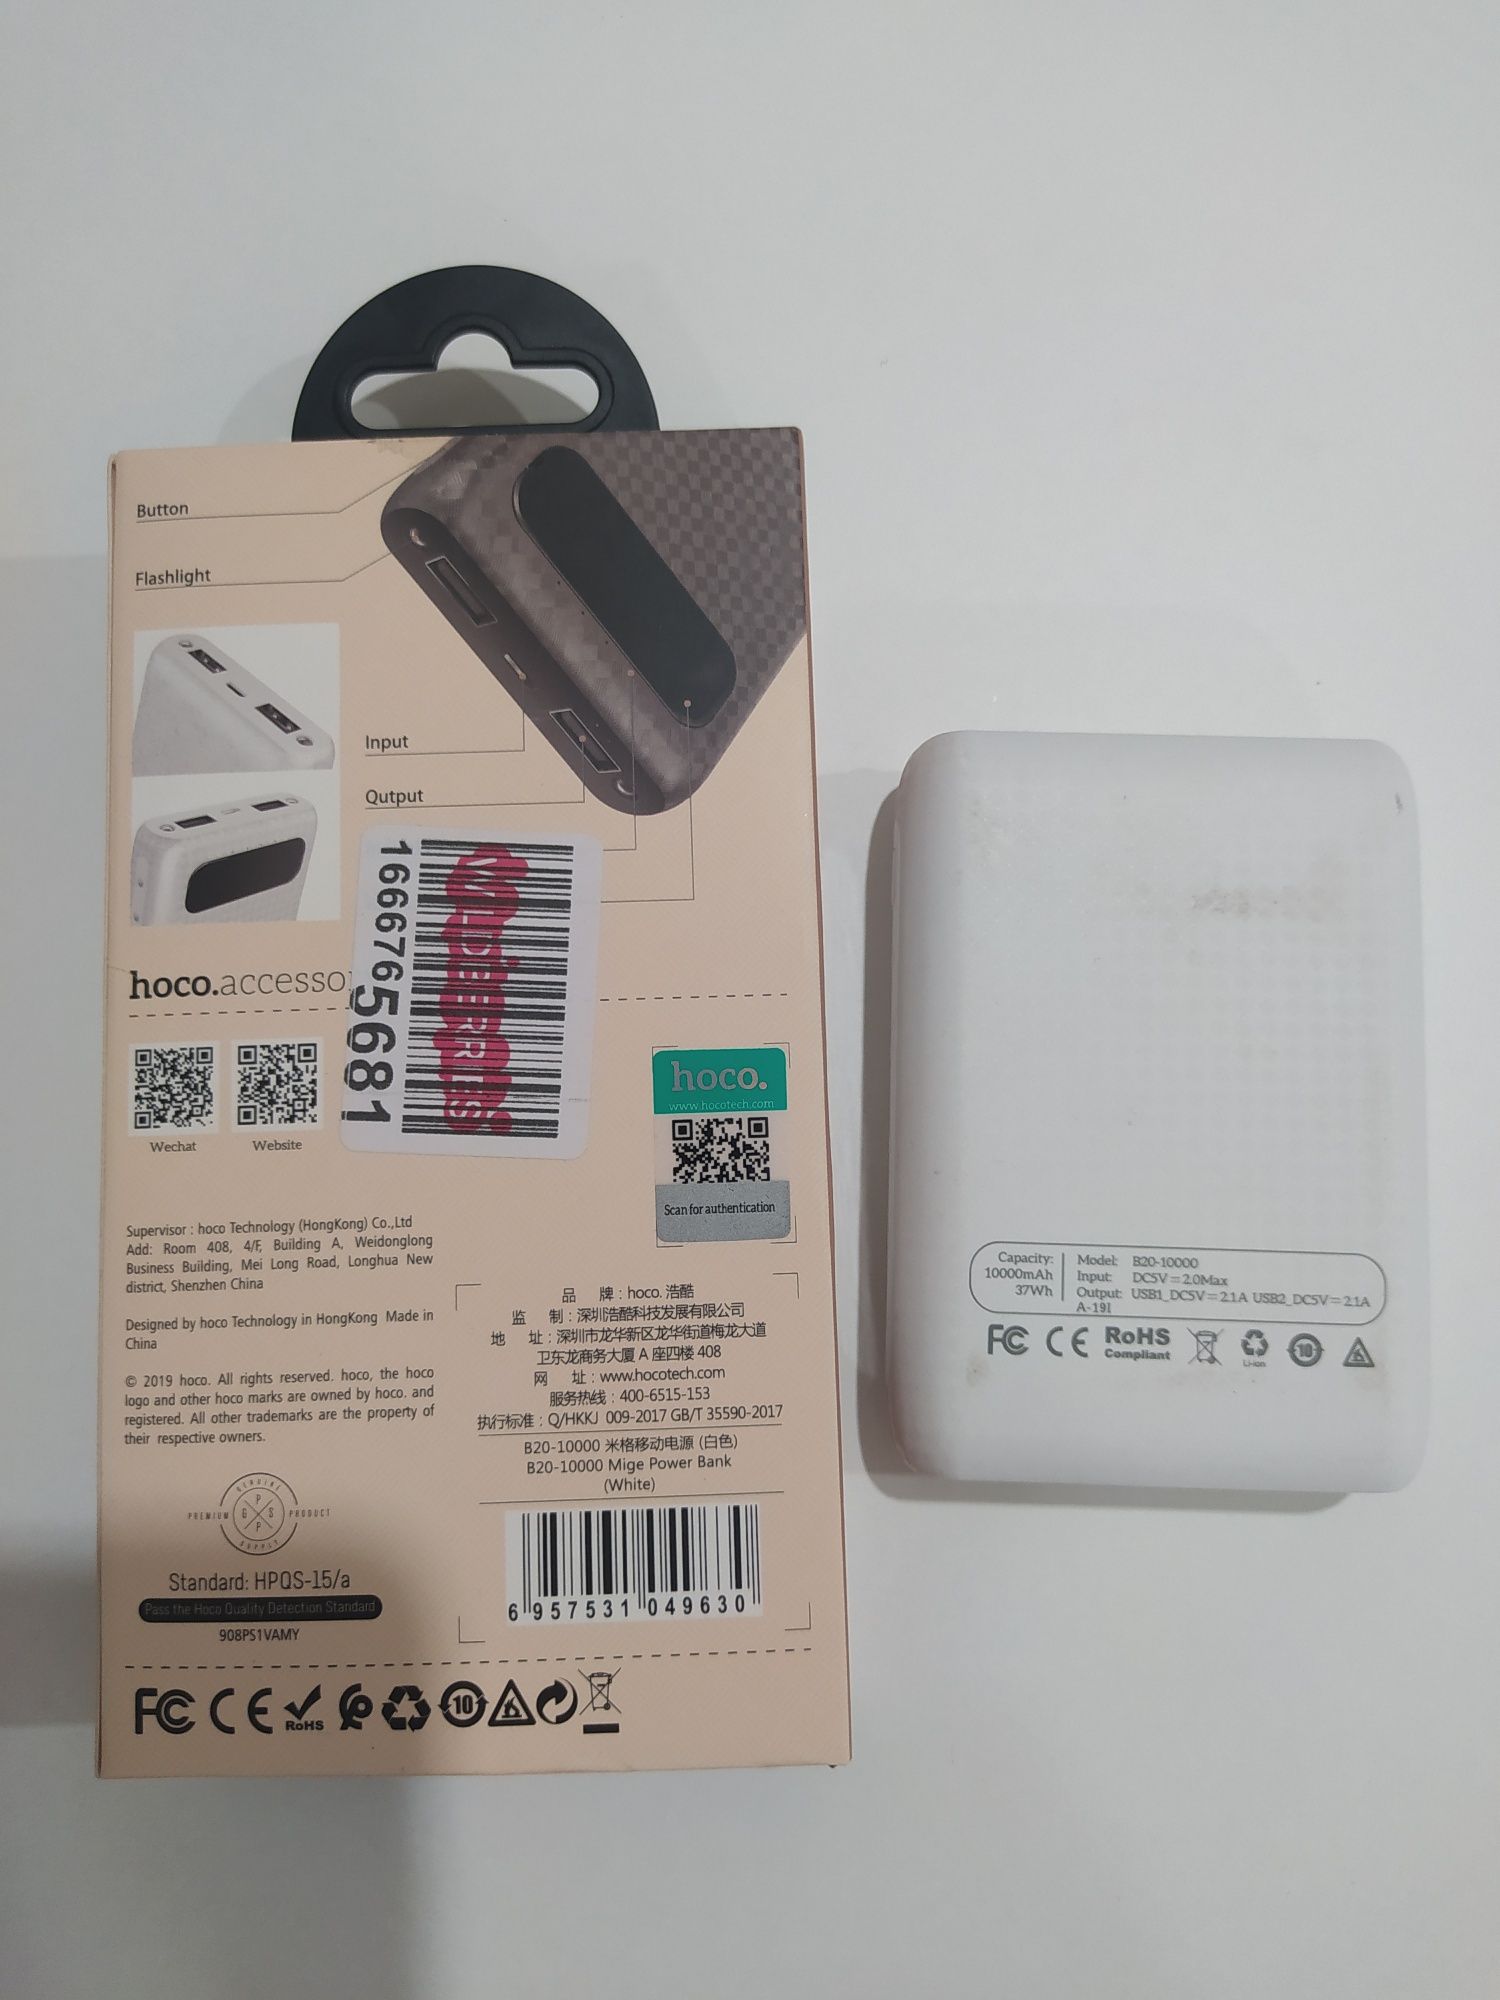 Button
Flashlight
Input
Qutput
hoco.accesso
1666765681
WILDBERRIES
Wechat
Website
hoco.
www.hocotech.com
Scan for authentication
Supervisor : hoco Technology (HongKong) Co.,Ltd
Add: Room 408, 4/F, Building A, Weidonglong
Business Building, Mei Long Road, Longhua New
district, Shenzhen China
Designed by hoco Technology in HongKong Made in
China
© 2019 hoco. All rights reserved. hoco, the hoco
logo and other hoco marks are owned by hoco. and
registered. All other trademarks are the property of
their respective owners.
GENUINE
PREMIUM
PRODUCT
P
G S
P
SUPPLY
Standard: HPQS-15/a
Pass the Hoco Quality Detection Standard
908PS1VAMY
品 牌 : hoco. 浩酷
监 制 : 深圳浩酷科技发展有限公司
地 址 : 深圳市龙华新区龙华街道梅龙大道
卫东龙商务大厦 A 座四楼 408
网 址 : www.hocotech.com
服务热线 : 400-6515-153
执行标准 : Q/HKKJ 009-2017 GB/T 35590-2017
B20-10000 米格移动电源 (白色)
B20-10000 Mige Power Bank
(White)
6 957531 049630
FC CE RoHS 10
Capacity:
10000mAh
37Wh
Model: B20-10000
Input: DC5V⎓2.0Max
Output: USB1_DC5V⎓2.1A USB2_DC5V⎓2.1A
A-19I
FC CE RoHS
Compliant
Li-ion
10